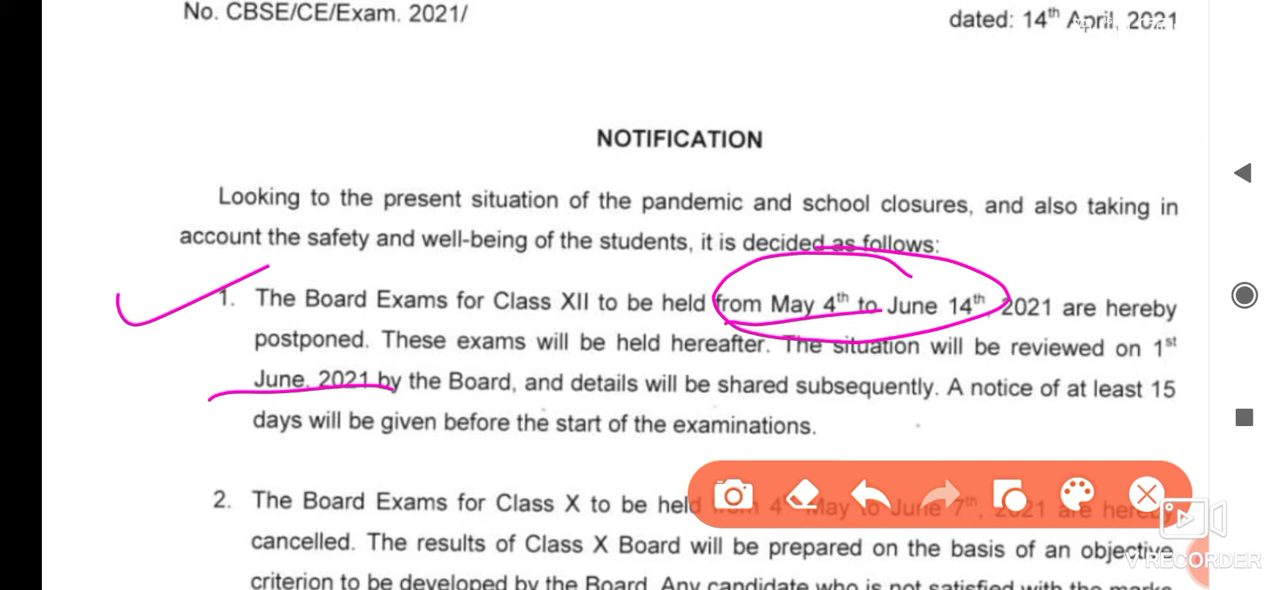 No. CBSE/CE/Exam. 2021/ dated: 14th April, 2021
NOTIFICATION
Looking to the present situation of the pandemic and school closures, and also taking in
account the safety and well-being of the students, it is decided as follows:
1. The Board Exams for Class XII to be held from May 4th to June 14th, 2021 are hereby
postponed. These exams will be held hereafter. The situation will be reviewed on 1st
June, 2021 by the Board, and details will be shared subsequently. A notice of at least 15
days will be given before the start of the examinations.
2. The Board Exams for Class X to be held from 4th May to June 7th, 2021 are hereby
cancelled. The results of Class X Board will be prepared on the basis of an objective
criterion to be developed by the Board. Any candidate who is not satisfied with the marks
V RECORDER